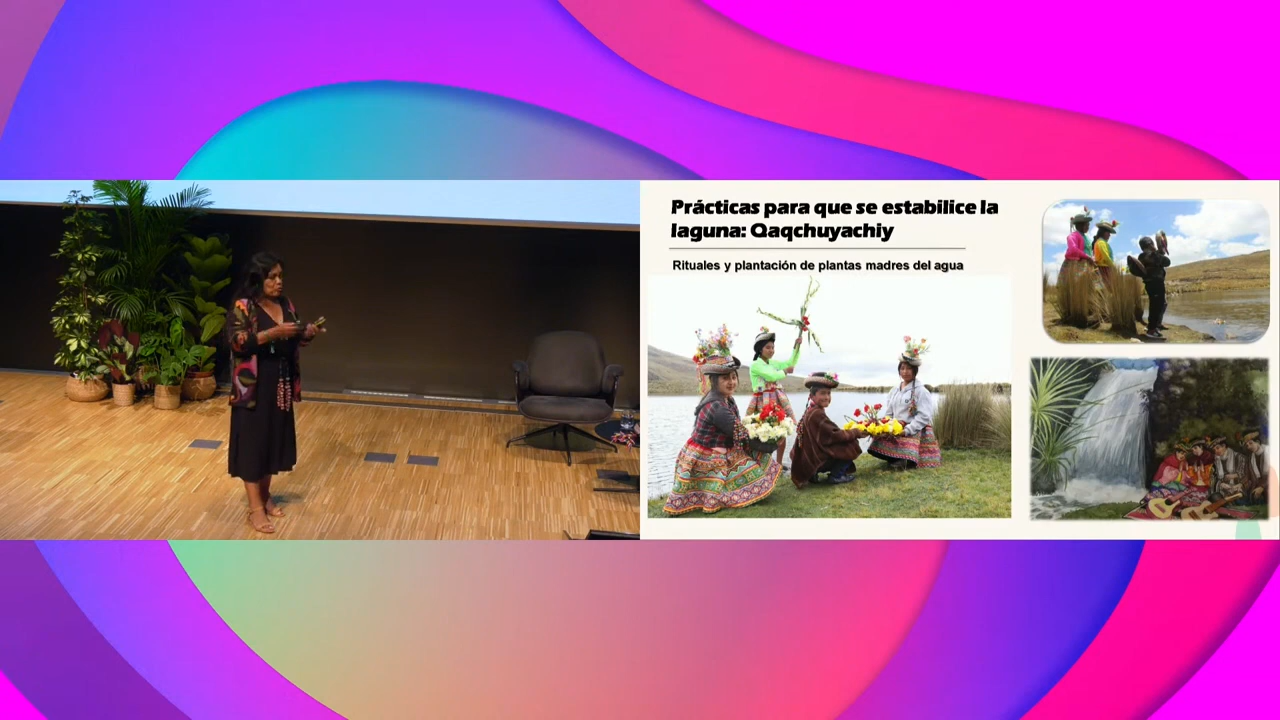 Prácticas para que se estabilice la
laguna: Qaqchuyachiy
Rituales y plantación de plantas madres del agua